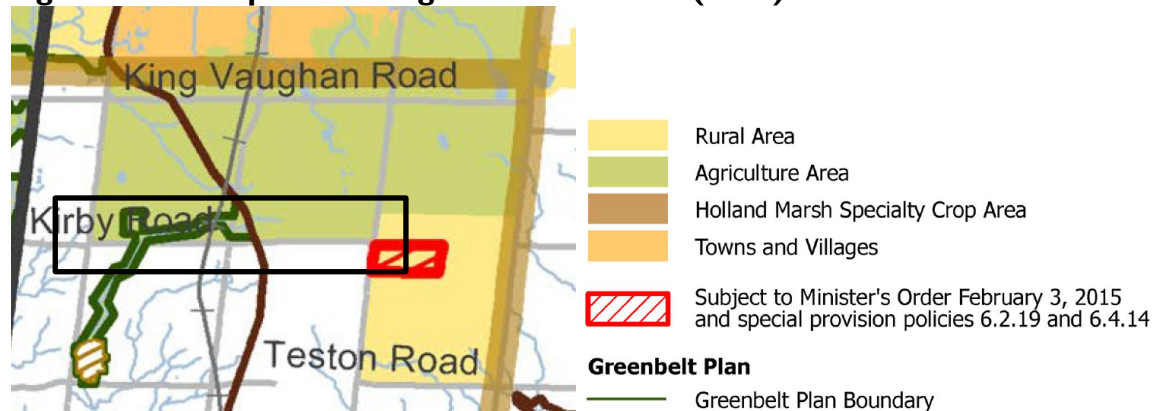 King Vaughan Road
Kirby Road
Teston Road
Rural Area
Agriculture Area
Holland Marsh Specialty Crop Area
Towns and Villages
Subject to Minister's Order February 3, 2015
and special provision policies 6.2.19 and 6.4.14
Greenbelt Plan
Greenbelt Plan Boundary